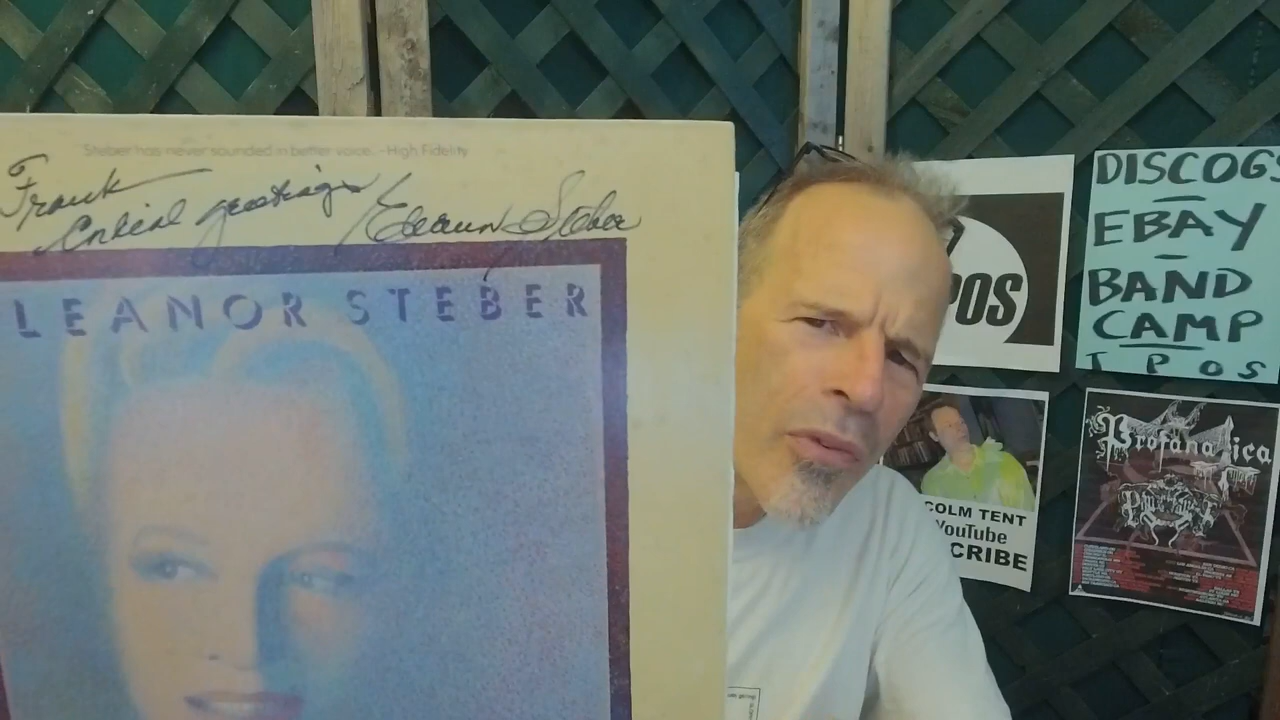 Steber has never sounded in better voice. -High Fidelity
Frank
Cordial greetings
Eleanor Steber
LEANOR STEBER
POS
DISCOGS
EBAY
BAND
CAMP
TPOS
COLM TENT
YouTube
CRIBE
Profanatica